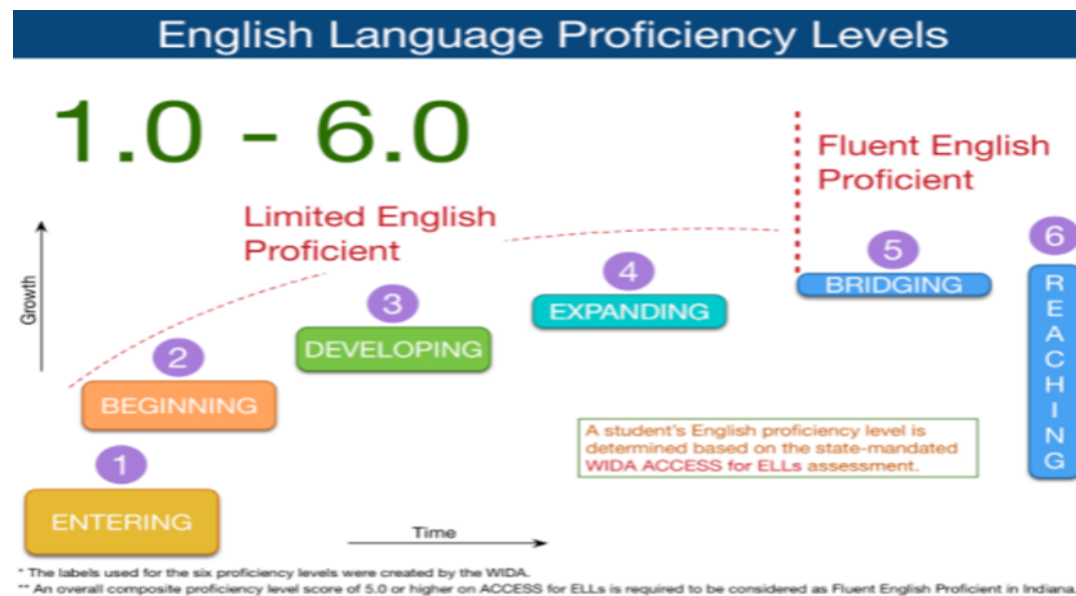 English Language Proficiency Levels
1.0 - 6.0
Fluent English
Proficient
Limited English
Proficient
6
5
4
3
2
1
REACHING
BRIDGING
EXPANDING
DEVELOPING
BEGINNING
ENTERING
Growth
A student's English proficiency level is
determined based on the state-mandated
WIDA ACCESS for ELLs assessment.
Time
* The labels used for the six proficiency levels were created by the WIDA.
** An overall composite proficiency level score of 5.0 or higher on ACCESS for ELLs is required to be considered as Fluent English Proficient in Indiana.